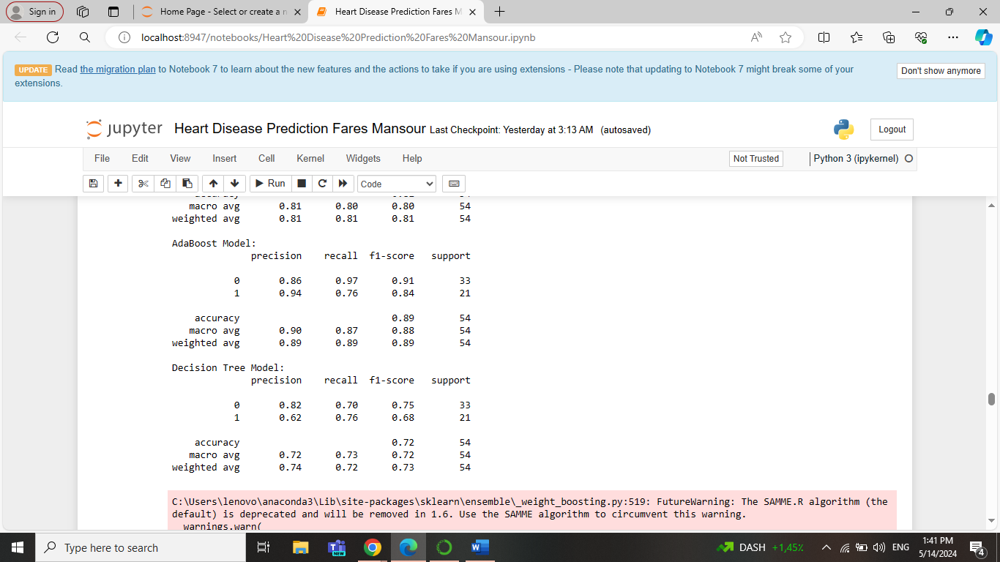 Sign in
Home Page - Select or create a n
Heart Disease Prediction Fares M
localhost:8947/notebooks/Heart%20Disease%20Prediction%20Fares%20Mansour.ipynb
UPDATE Read the migration plan to Notebook 7 to learn about the new features and the actions to take if you are using extensions - Please note that updating to Notebook 7 might break some of your
extensions.
Don't show anymore
jupyter Heart Disease Prediction Fares Mansour Last Checkpoint: Yesterday at 3:13 AM (autosaved)
Logout
File Edit View Insert Cell Kernel Widgets Help
Not Trusted
Python 3 (ipykernel)
Run
Code
macro avg 0.81 0.80 0.80 54
weighted avg 0.81 0.81 0.81 54
AdaBoost Model:
precision recall f1-score support
0 0.86 0.97 0.91 33
1 0.94 0.76 0.84 21
accuracy 0.89 54
macro avg 0.90 0.87 0.88 54
weighted avg 0.89 0.89 0.89 54
Decision Tree Model:
precision recall f1-score support
0 0.82 0.70 0.75 33
1 0.62 0.76 0.68 21
accuracy 0.72 54
macro avg 0.72 0.73 0.72 54
weighted avg 0.74 0.72 0.73 54
C:\Users\lenovo\anaconda3\Lib\site-packages\sklearn\ensemble\_weight_boosting.py:519: FutureWarning: The SAMME.R algorithm (the
default) is deprecated and will be removed in 1.6. Use the SAMME algorithm to circumvent this warning.
warnings.warn(
Type here to search
NEW
DASH +1,45%
ENG
1:41 PM
5/14/2024
4